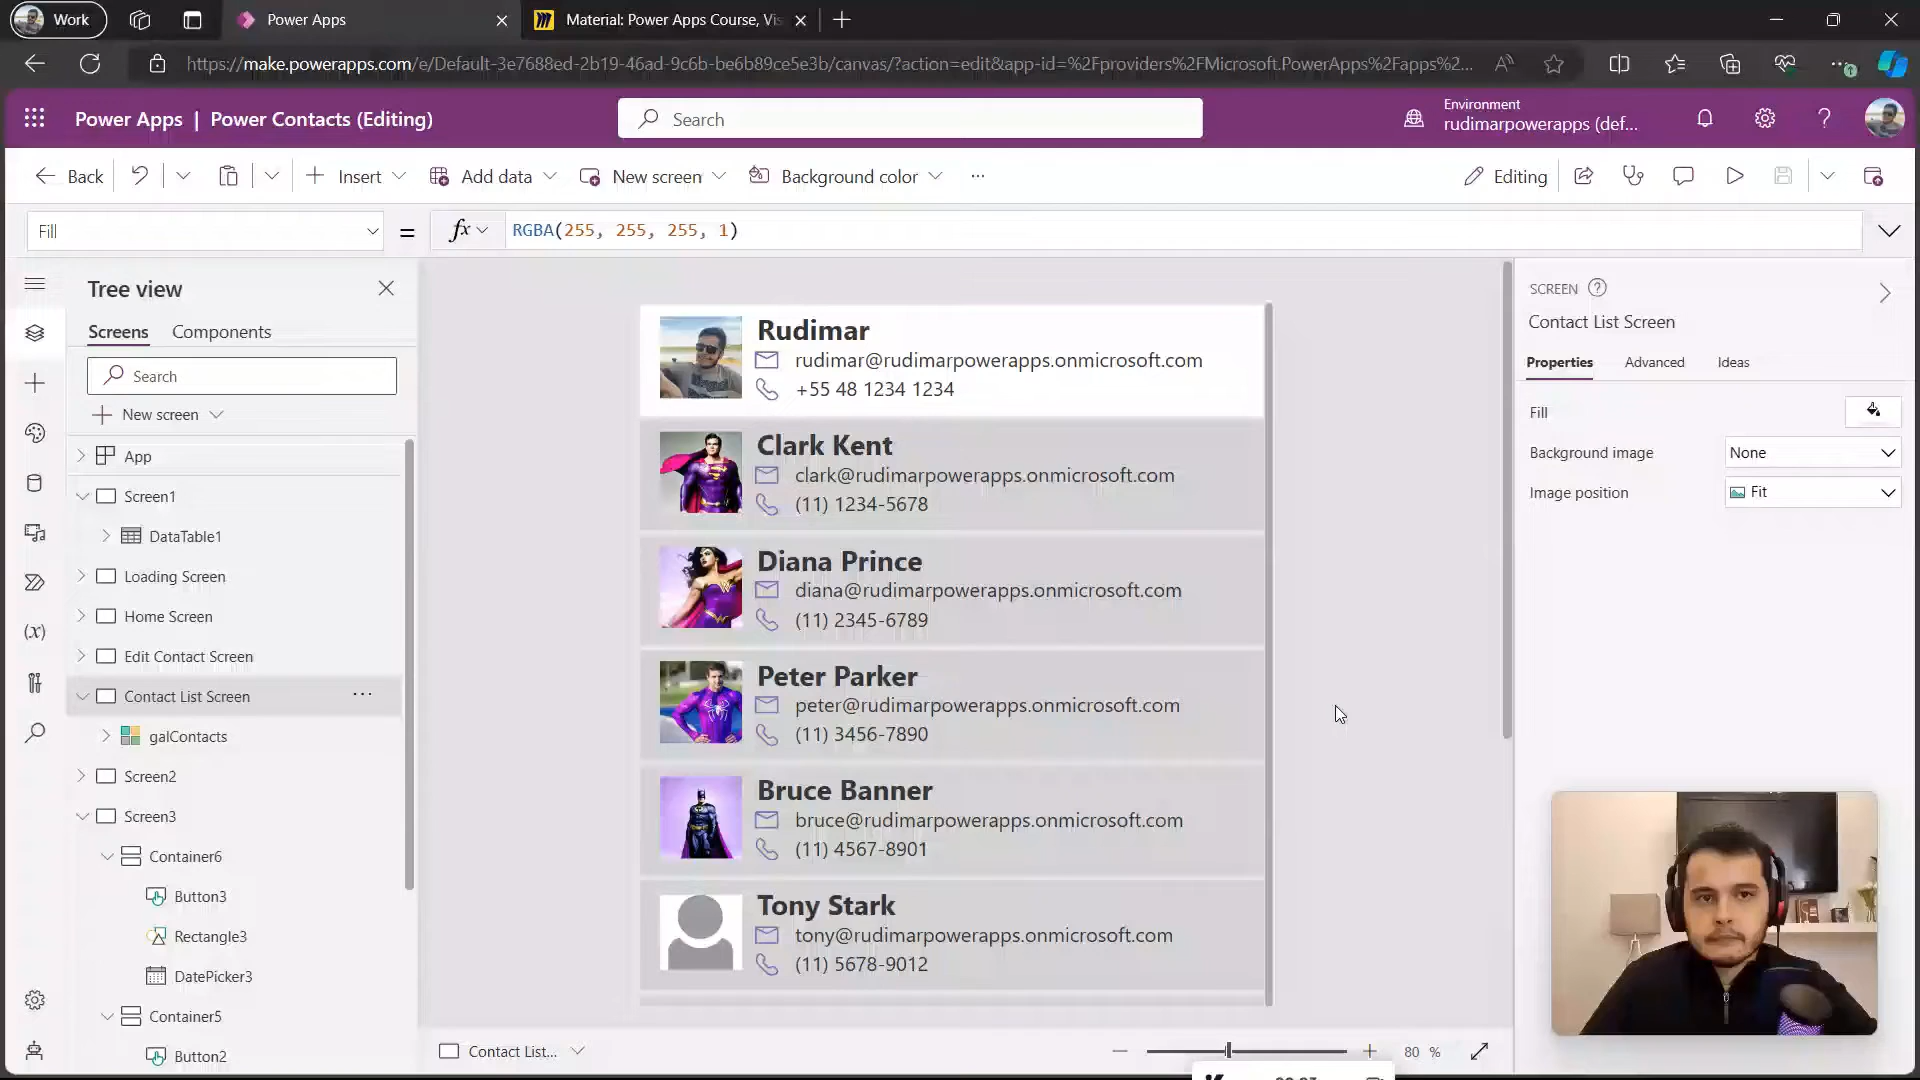 Work
Power Apps
Material: Power Apps Course, Vis
https://make.powerapps.com/e/Default-3e7688ed-2b19-46ad-9c6b-be6b89ce5e3b/canvas/?action=edit&app-id=%2Fproviders%2FMicrosoft.PowerApps%2Fapps%2...
Power Apps | Power Contacts (Editing)
Search
Environment
rudimarpowerapps (def...
Back
Insert
Add data
New screen
Background color
...
Editing
Fill
=
fx
RGBA(255, 255, 255, 1)
Tree view
Screens
Components
Search
New screen
App
Screen1
DataTable1
Loading Screen
Home Screen
Edit Contact Screen
Contact List Screen
...
galContacts
Screen2
Screen3
Container6
Button3
Rectangle3
DatePicker3
Container5
Button2
(x)
Rudimar
rudimar@rudimarpowerapps.onmicrosoft.com
+55 48 1234 1234
Clark Kent
clark@rudimarpowerapps.onmicrosoft.com
(11) 1234-5678
Diana Prince
diana@rudimarpowerapps.onmicrosoft.com
(11) 2345-6789
Peter Parker
peter@rudimarpowerapps.onmicrosoft.com
(11) 3456-7890
Bruce Banner
bruce@rudimarpowerapps.onmicrosoft.com
(11) 4567-8901
Tony Stark
tony@rudimarpowerapps.onmicrosoft.com
(11) 5678-9012
Contact List...
80 %
SCREEN
Contact List Screen
Properties
Advanced
Ideas
Fill
Background image
None
Image position
Fit